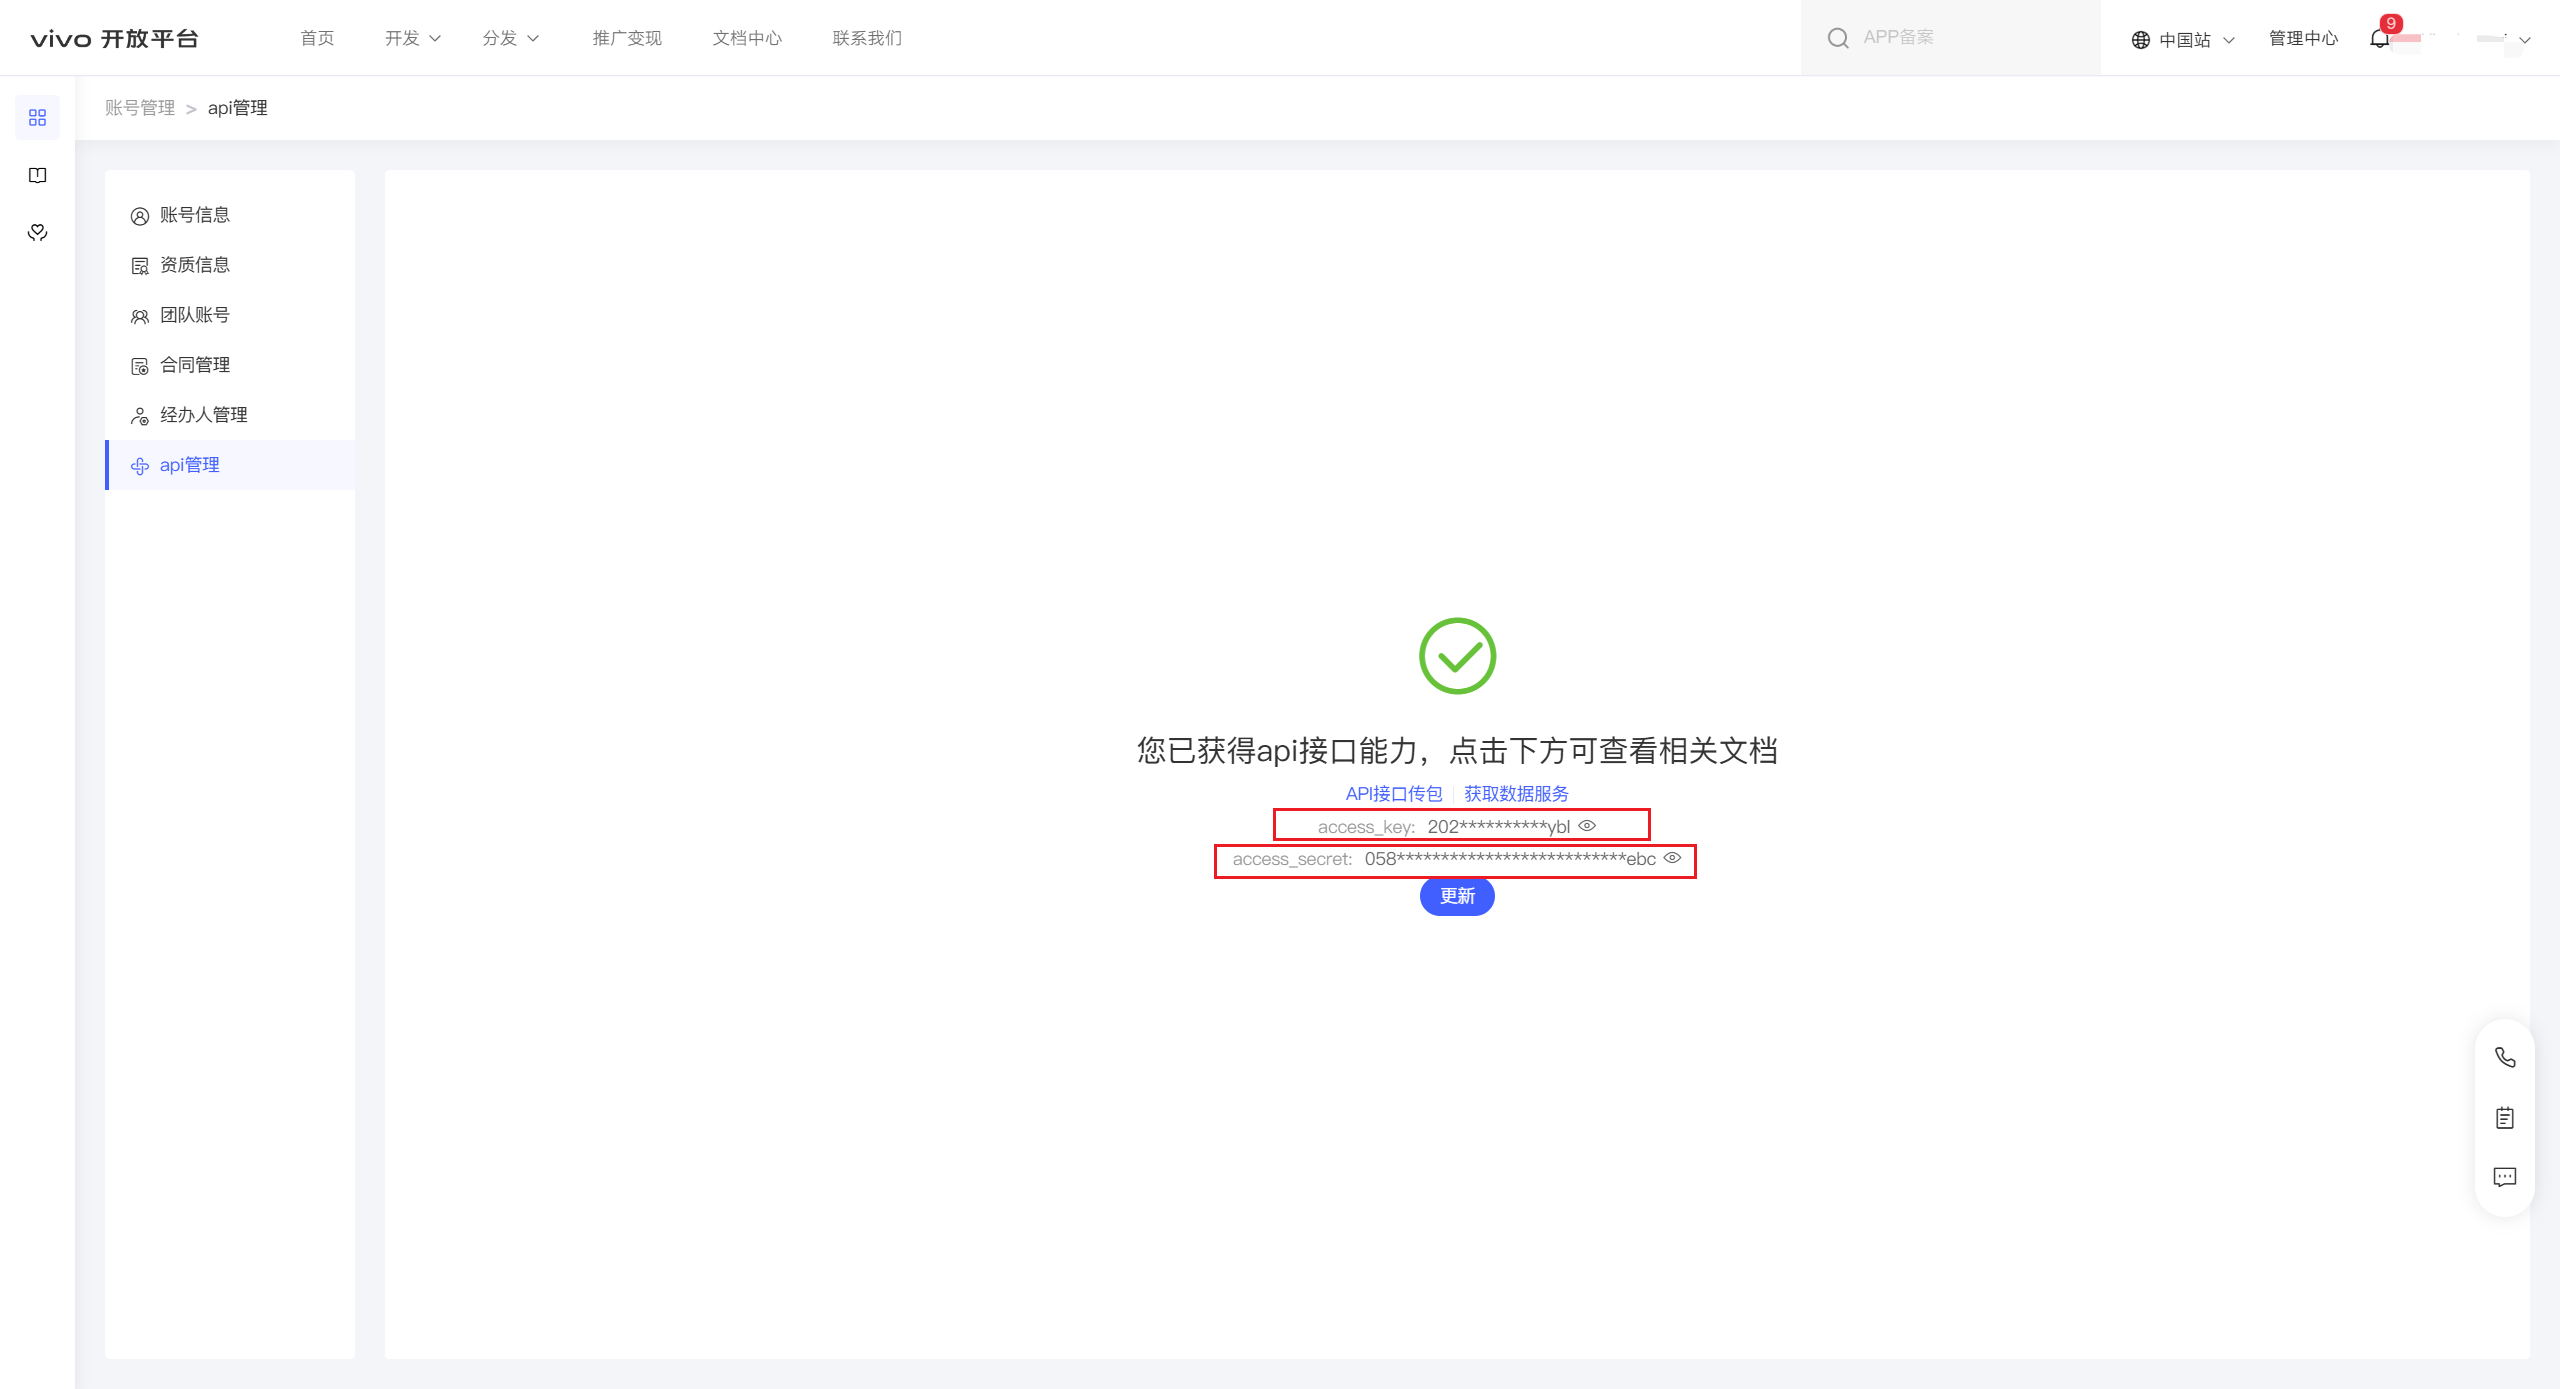 vivo 开放平台 首页 开发 分发 推广变现 文档中心 联系我们 APP备案 中国站 管理中心 9
账号管理 > api管理
账号信息
资质信息
团队账号
合同管理
经办人管理
api管理
您已获得api接口能力，点击下方可查看相关文档
API接口传包 获取数据服务
access_key: 202**********ybl
access_secret: 058**************************ebc
更新